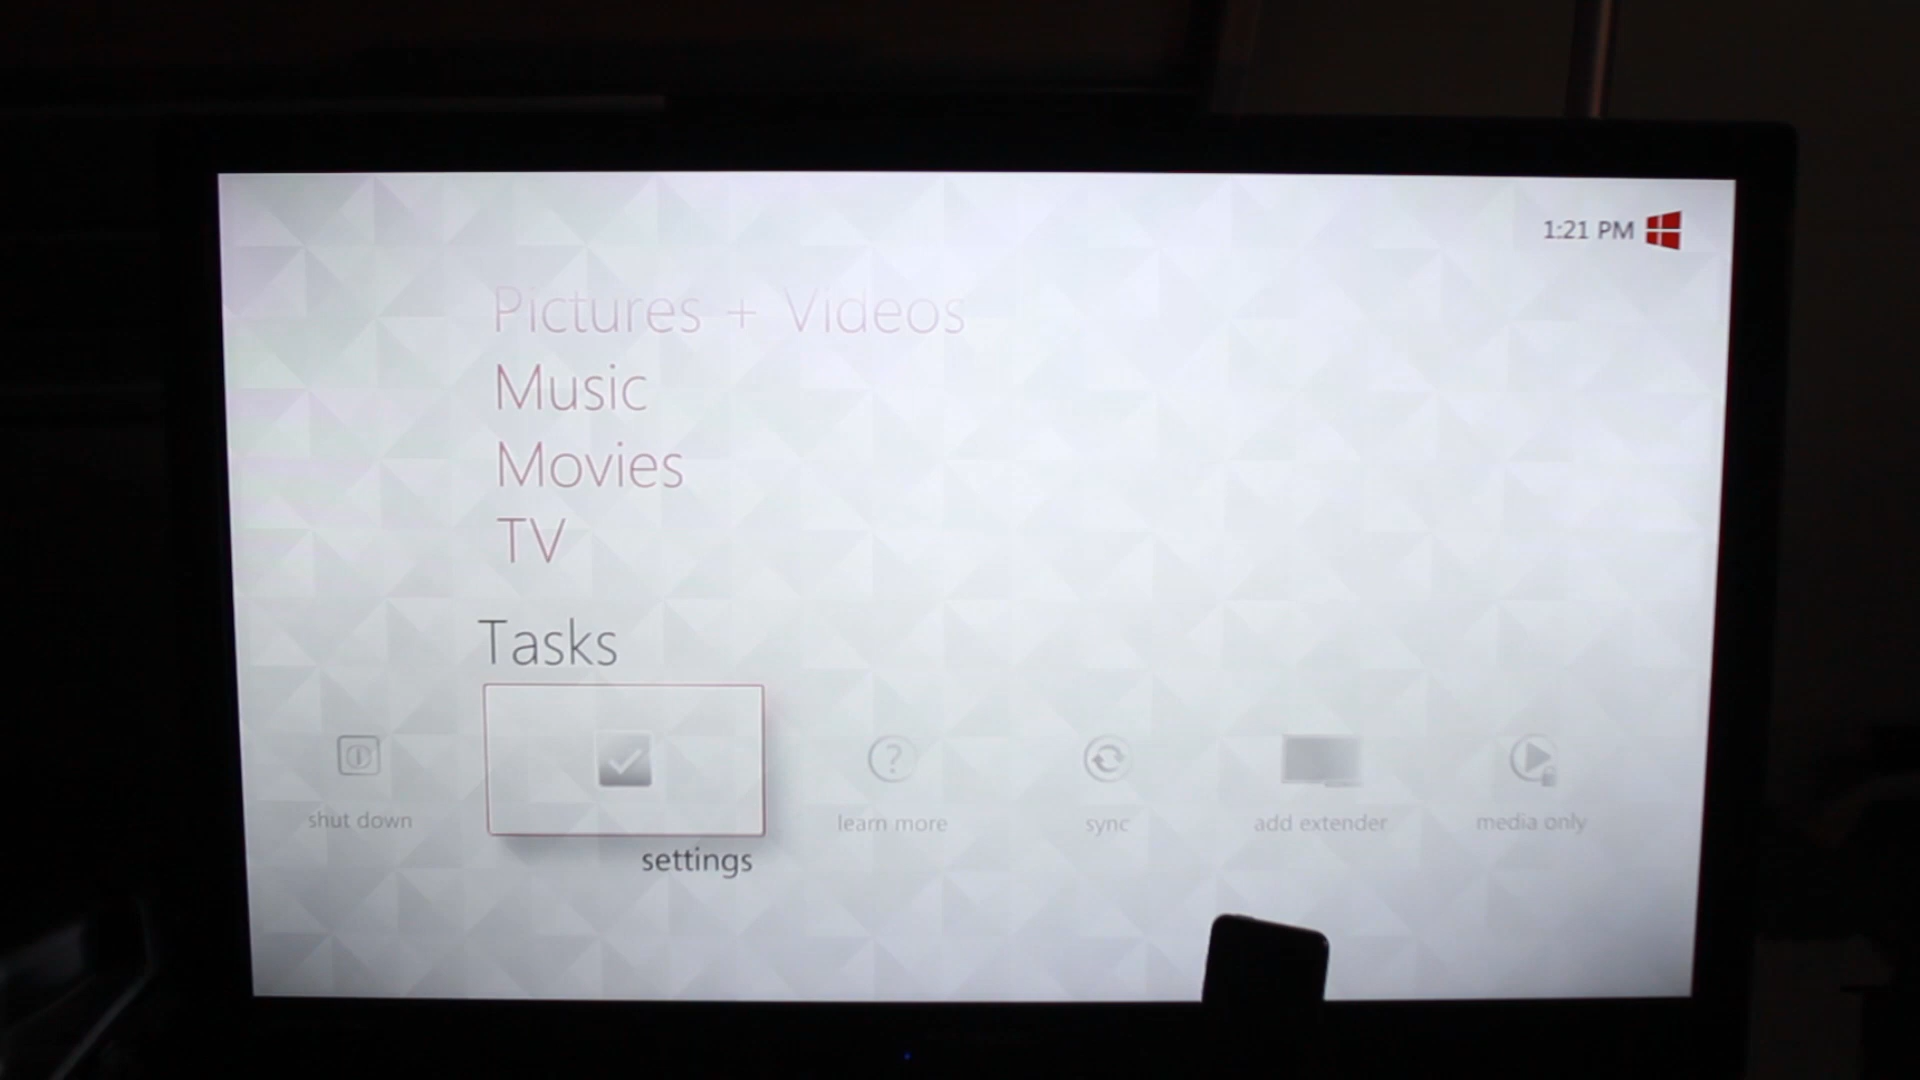 1:21 PM
Pictures + Videos
Music
Movies
TV
Tasks
shut down
settings
learn more
sync
add extender
media only